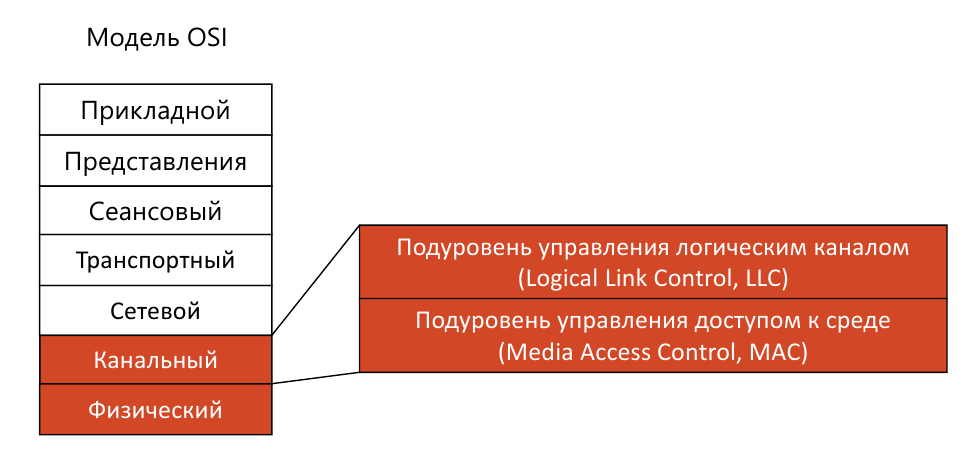 Модель OSI
Прикладной
Представления
Сеансовый
Транспортный
Сетевой
Канальный
Физический
Подуровень управления логическим каналом
(Logical Link Control, LLC)
Подуровень управления доступом к среде
(Media Access Control, MAC)